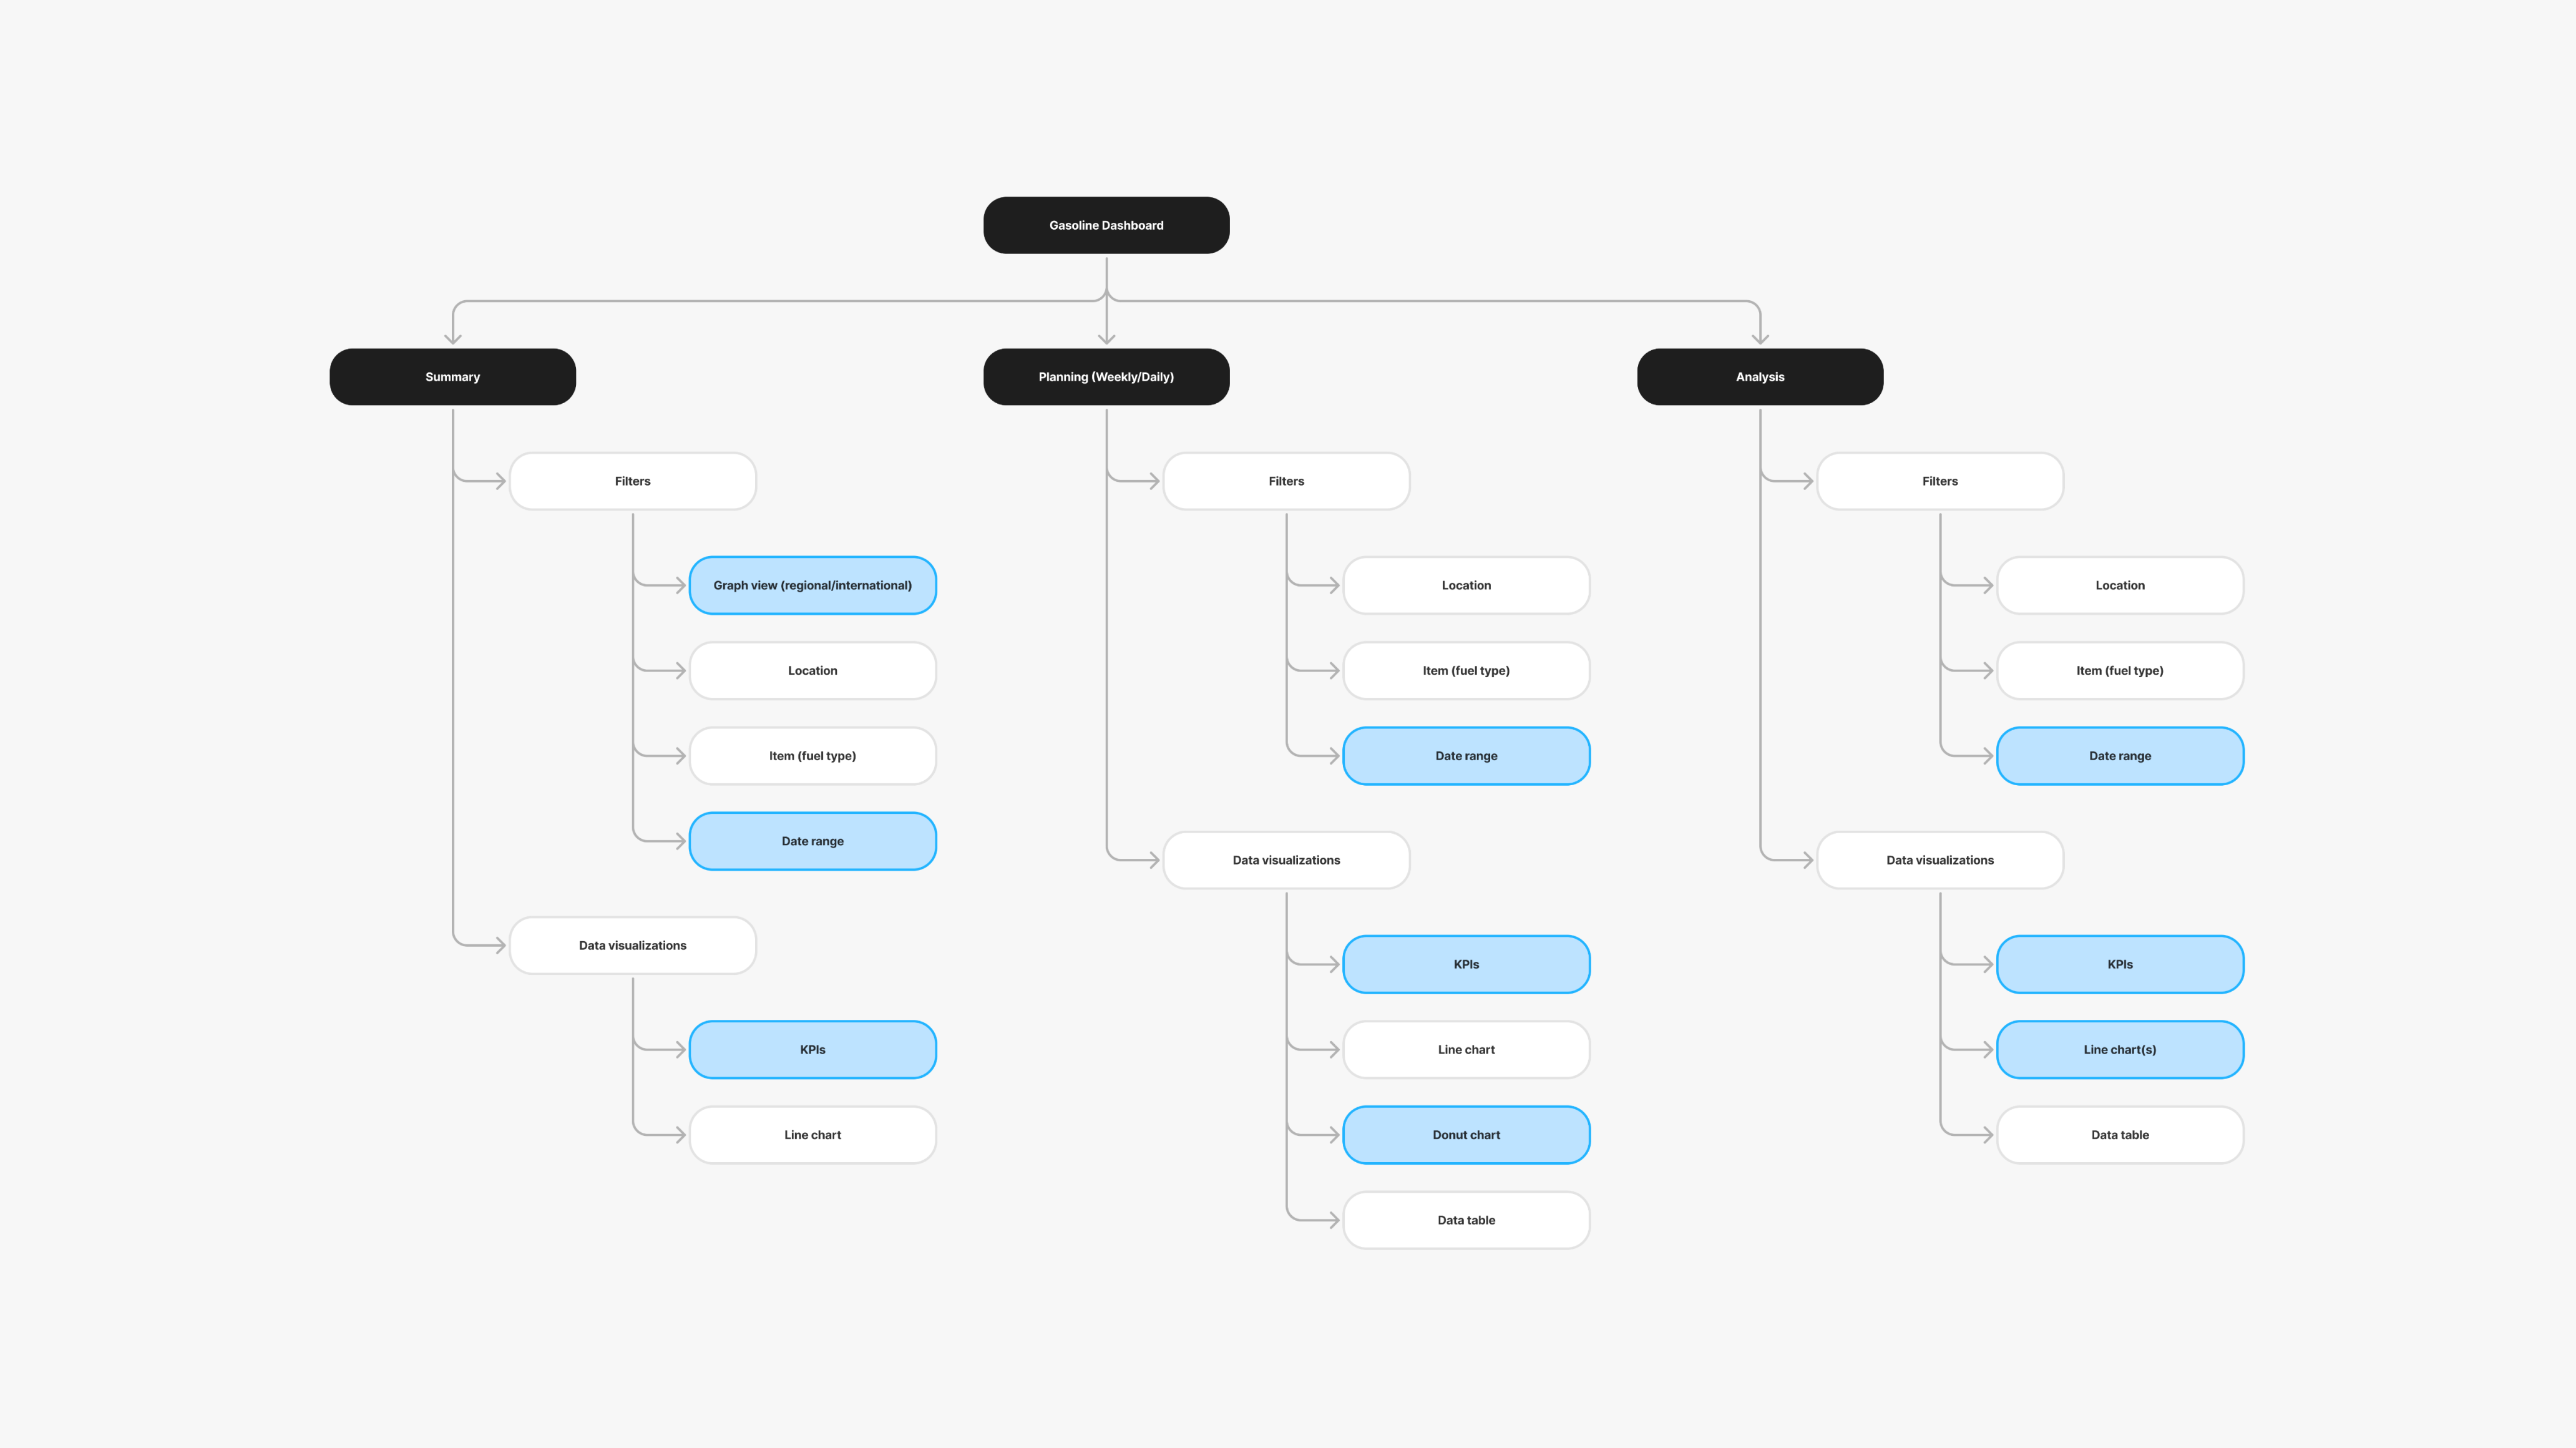 Gasoline Dashboard
Summary
Planning (Weekly/Daily)
Analysis
Filters
Graph view (regional/international)
Location
Item (fuel type)
Date range
Data visualizations
KPIs
Line chart
Filters
Location
Item (fuel type)
Date range
Data visualizations
KPIs
Line chart
Donut chart
Data table
Filters
Location
Item (fuel type)
Date range
Data visualizations
KPIs
Line chart(s)
Data table